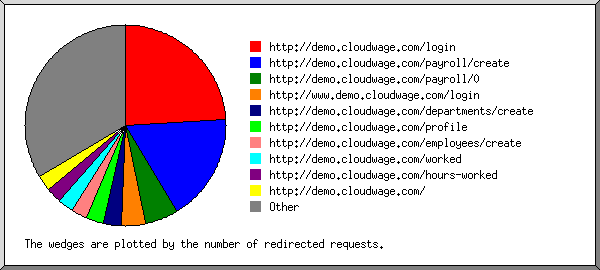 http://demo.cloudwage.com/login
http://demo.cloudwage.com/payroll/create
http://demo.cloudwage.com/payroll/0
http://www.demo.cloudwage.com/login
http://demo.cloudwage.com/departments/create
http://demo.cloudwage.com/profile
http://demo.cloudwage.com/employees/create
http://demo.cloudwage.com/worked
http://demo.cloudwage.com/hours-worked
http://demo.cloudwage.com/
Other
The wedges are plotted by the number of redirected requests.